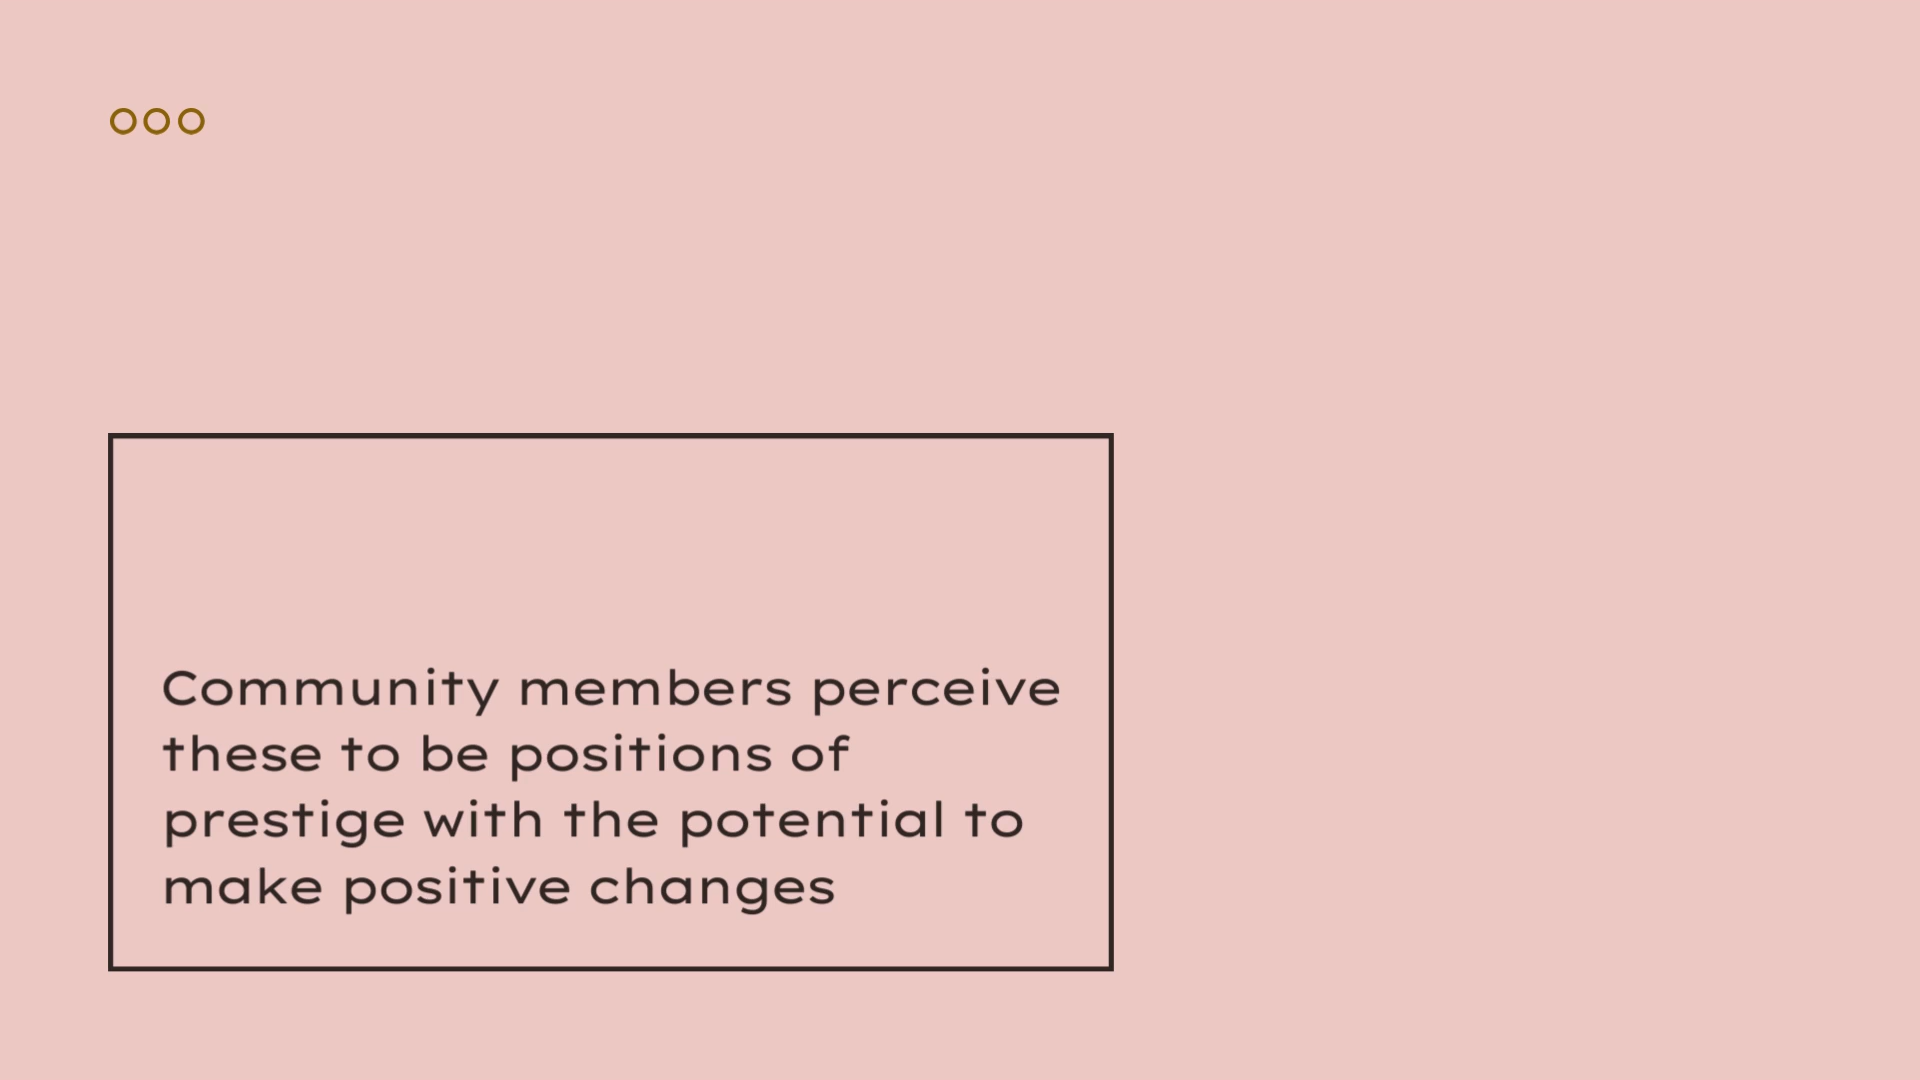 Community members perceive
these to be positions of
prestige with the potential to
make positive changes